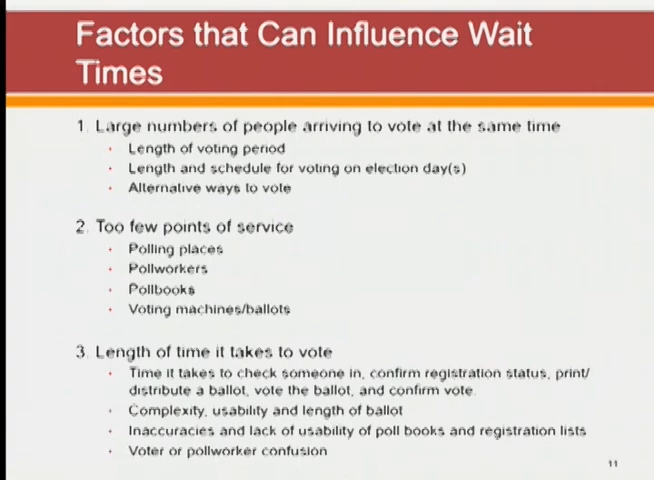 Factors that Can Influence Wait
Times
1. Large numbers of people arriving to vote at the same time
· Length of voting period
· Length and schedule for voting on election day(s)
· Alternative ways to vote
2. Too few points of service
· Polling places
· Pollworkers
· Pollbooks
· Voting machines/ballots
3. Length of time it takes to vote
· Time it takes to check someone in, confirm registration status, print/
distribute a ballot, vote the ballot, and confirm vote.
· Complexity, usability and length of ballot
· Inaccuracies and lack of usability of poll books and registration lists
· Voter or pollworker confusion
11